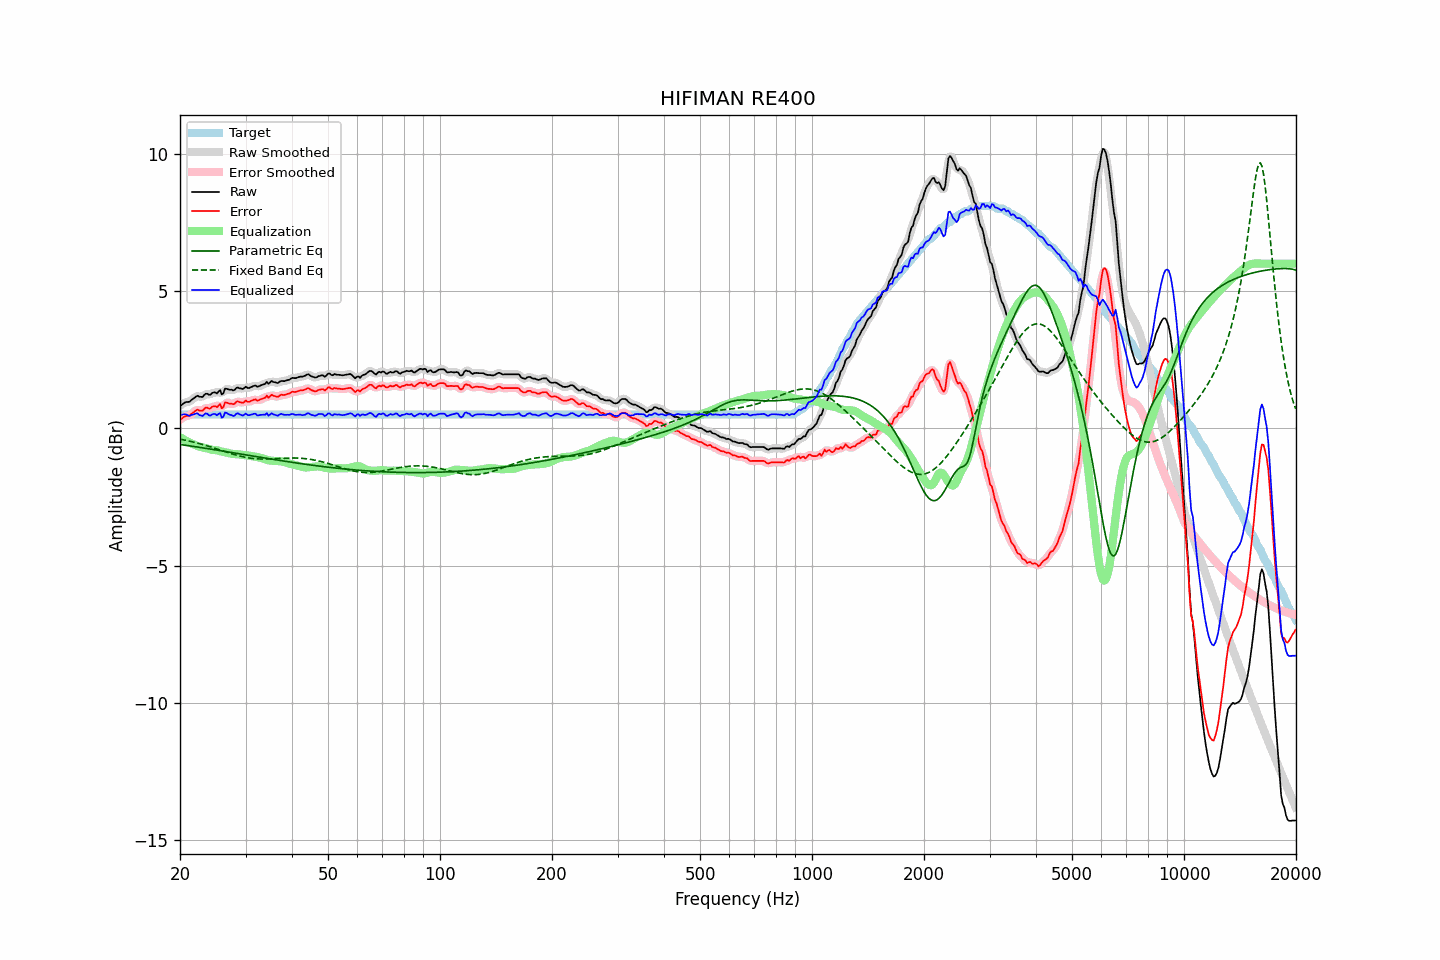 HIFIMAN RE400
Target
Raw Smoothed
Error Smoothed
Raw
Error
Equalization
Parametric Eq
Fixed Band Eq
Equalized
Amplitude (dBr)
10
5
0
−5
−10
−15
20 50 100 200 500 1000 2000 5000 10000 20000
Frequency (Hz)